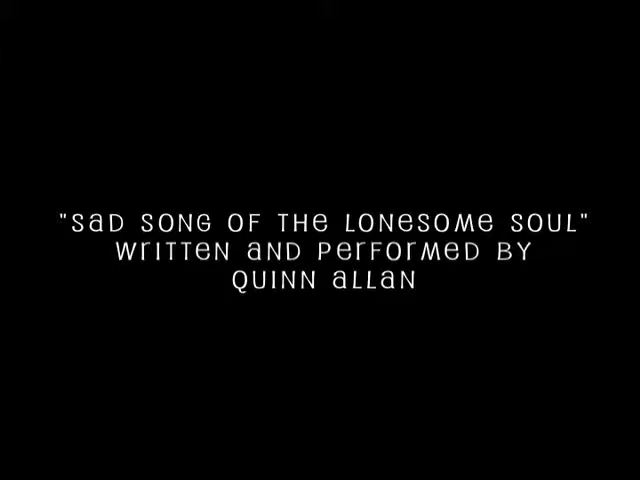 "Sad Song of the Lonesome Soul"
Written and Performed by
Quinn Allan